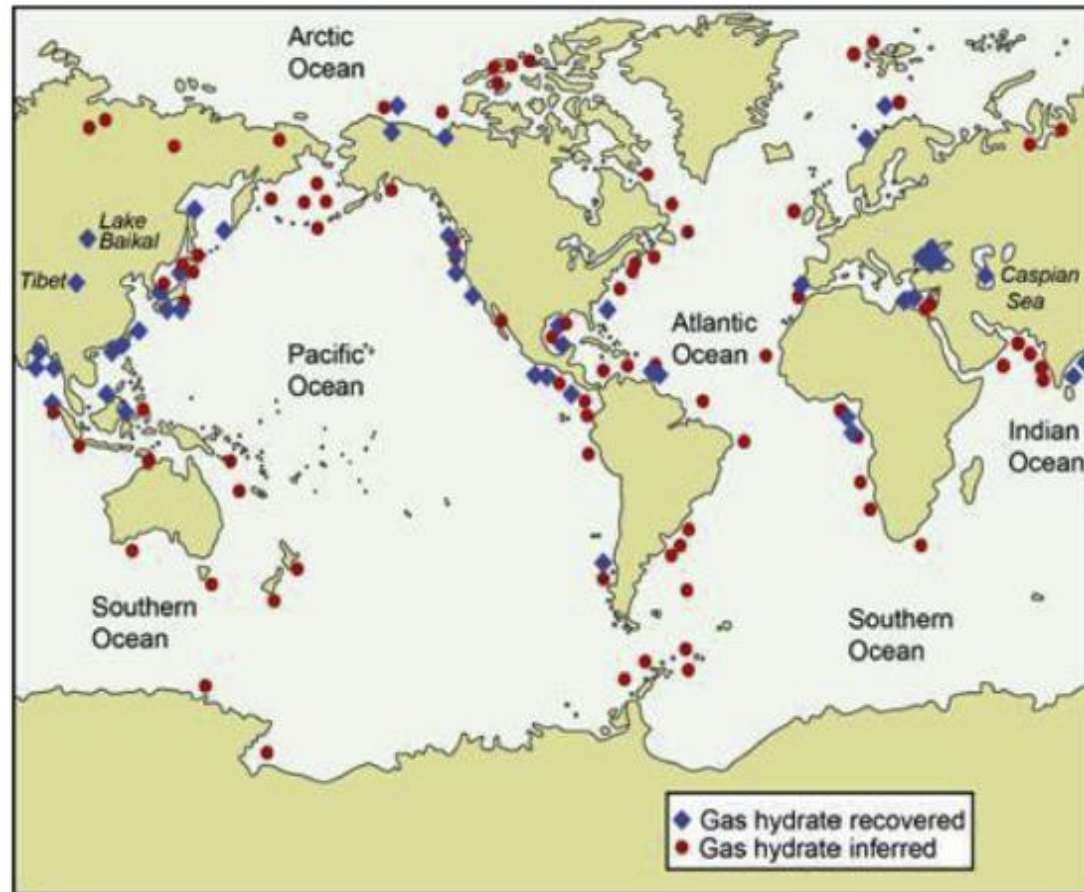 Arctic
Ocean
Lake
Baikal
Tibet
Caspian
Sea
Atlantic
Ocean
Pacific
Ocean
Indian
Ocean
Southern
Ocean
Southern
Ocean
Gas hydrate recovered
Gas hydrate inferred